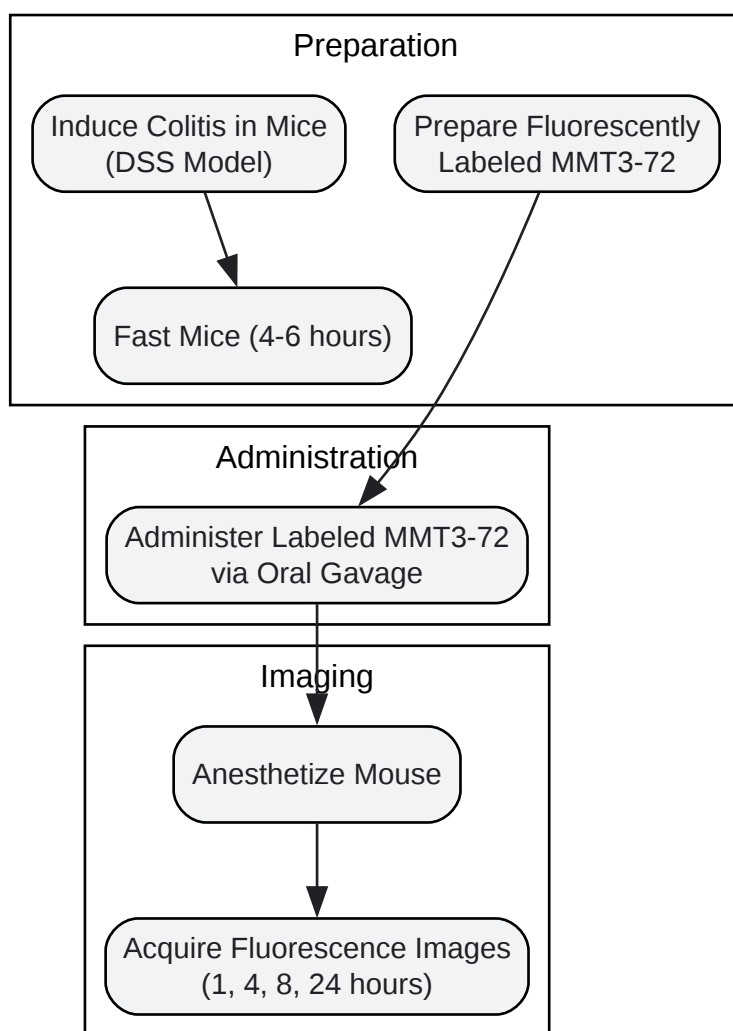 Preparation
Induce Colitis in Mice
(DSS Model)
Prepare Fluorescently
Labeled MMT3-72
Fast Mice (4-6 hours)
Administration
Administer Labeled MMT3-72
via Oral Gavage
Imaging
Anesthetize Mouse
Acquire Fluorescence Images
(1, 4, 8, 24 hours)